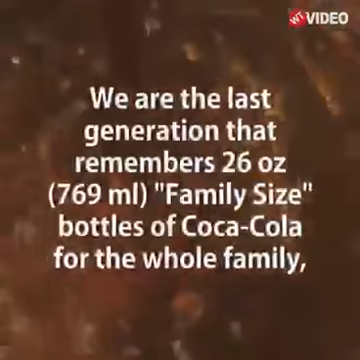 WT VIDEO
We are the last
generation that
remembers 26 oz
(769 ml) "Family Size"
bottles of Coca-Cola
for the whole family,